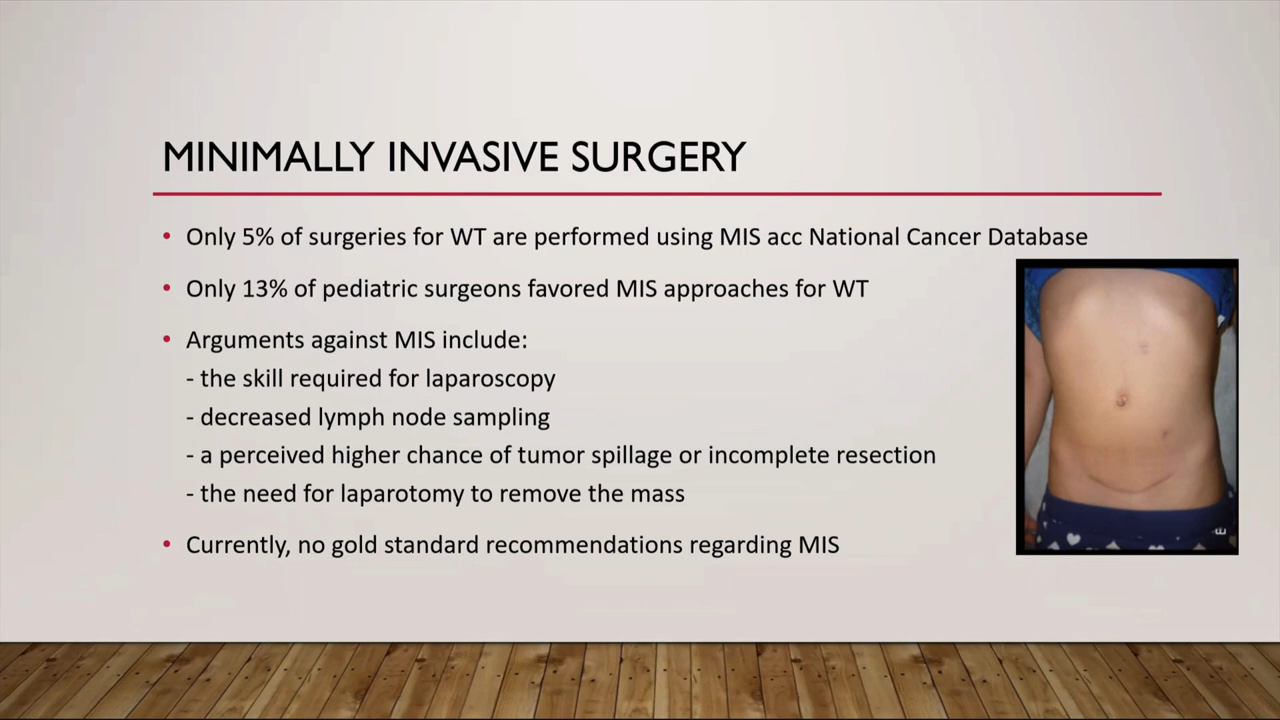 MINIMALLY INVASIVE SURGERY
• Only 5% of surgeries for WT are performed using MIS acc National Cancer Database
• Only 13% of pediatric surgeons favored MIS approaches for WT
• Arguments against MIS include:
- the skill required for laparoscopy
- decreased lymph node sampling
- a perceived higher chance of tumor spillage or incomplete resection
- the need for laparotomy to remove the mass
• Currently, no gold standard recommendations regarding MIS
E